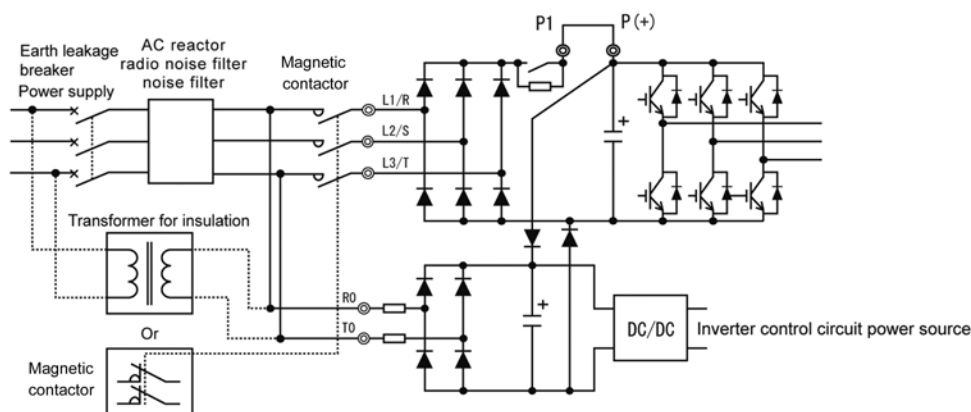 P1
P(+)
Earth leakage
breaker
Power supply
AC reactor
radio noise filter
noise filter
Magnetic
contactor
L1/R
L2/S
L3/T
+
Transformer for insulation
R0
T0
+
DC/DC
Inverter control circuit power source
Or
Magnetic
contactor